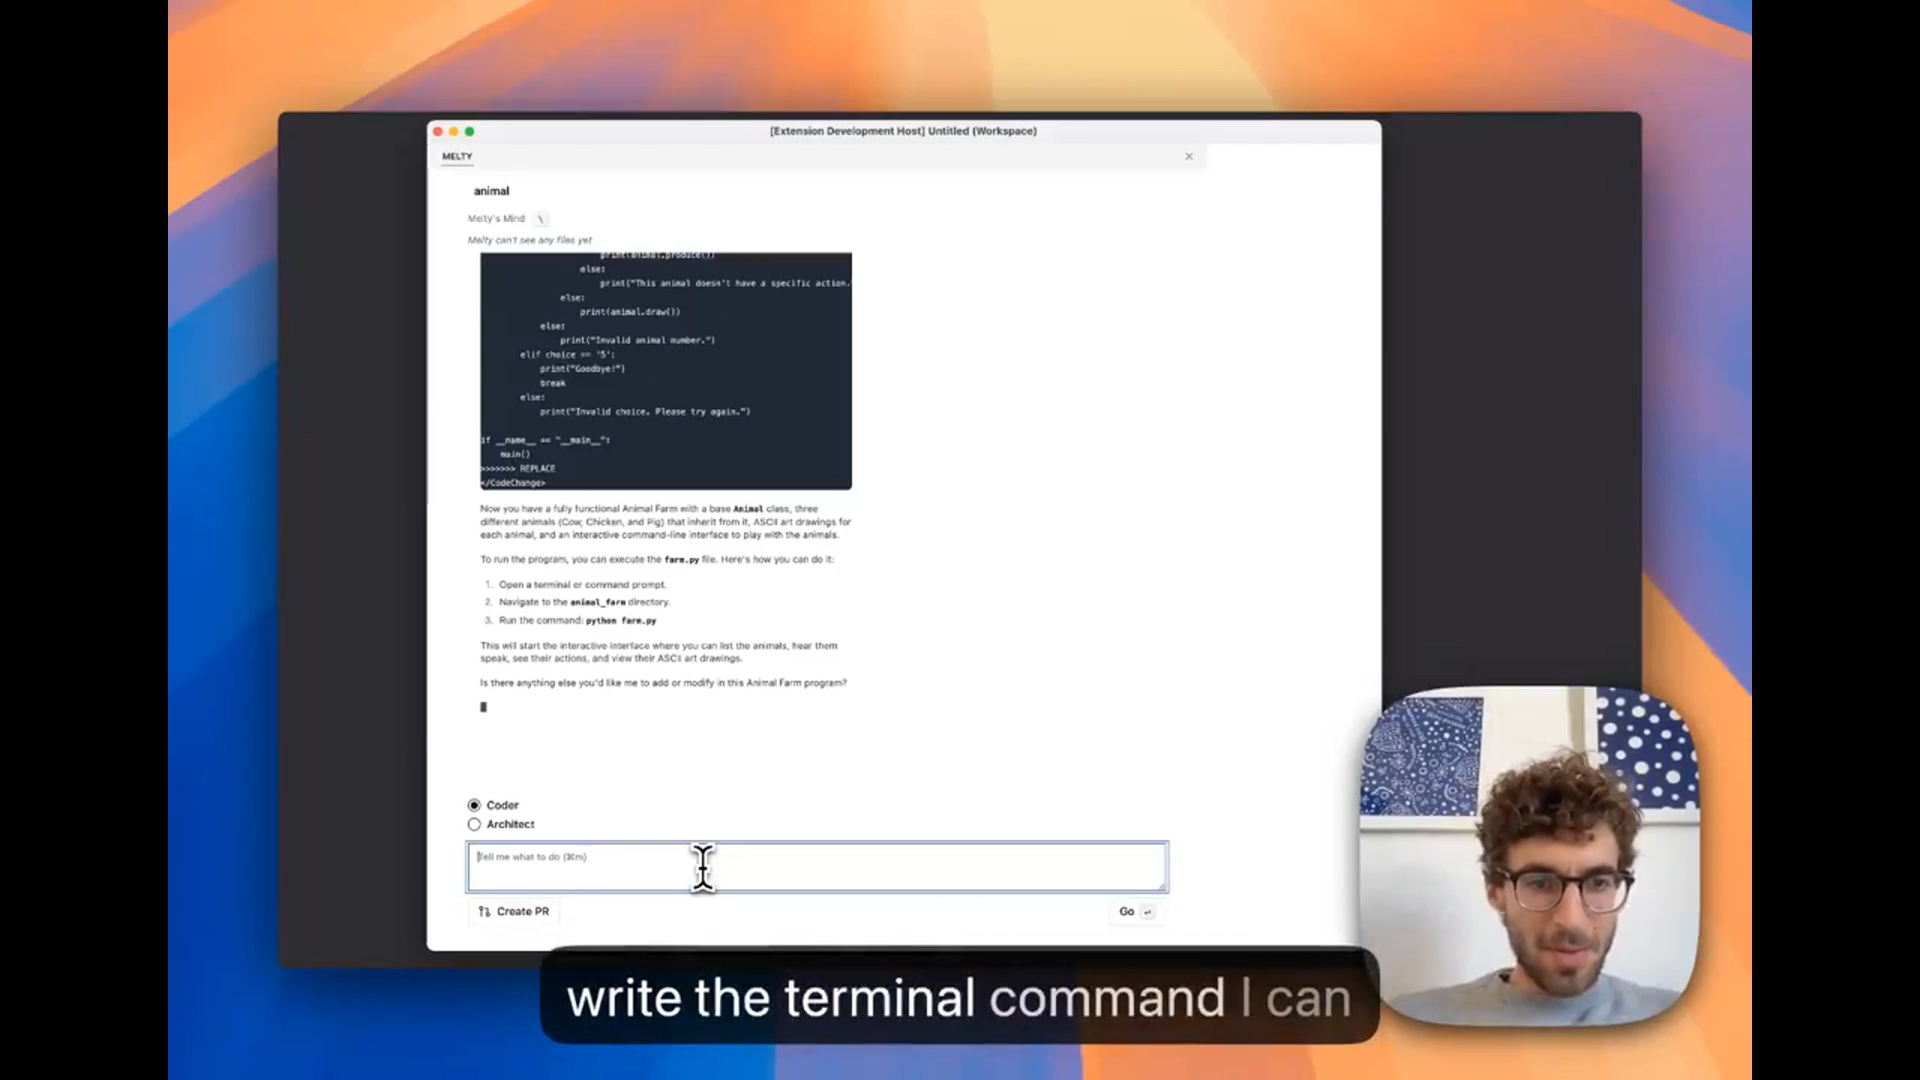 [Extension Development Host] Untitled (Workspace)
MELTY
animal
Melty's Mind \
Melty can't see any files yet
print(animal.produce())
else:
print("This animal doesn't have a specific action.
else:
print(animal.draw())
else:
print("Invalid animal number.")
elif choice == '5':
print("Goodbye!")
break
else:
print("Invalid choice. Please try again.")
if __name__ == "__main__":
main()
>>>>>>> REPLACE
</CodeChange>
Now you have a fully functional Animal Farm with a base Animal class, three
different animals (Cow, Chicken, and Pig) that inherit from it, ASCII art drawings for
each animal, and an interactive command-line interface to play with the animals.
To run the program, you can execute the farm.py file. Here's how you can do it:
1. Open a terminal or command prompt.
2. Navigate to the animal_farm directory.
3. Run the command: python farm.py
This will start the interactive interface where you can list the animals, hear them
speak, see their actions, and view their ASCII art drawings.
Is there anything else you'd like me to add or modify in this Animal Farm program?
Coder
Architect
Tell me what to do (⌘m)
Create PR
Go ↵
write the terminal command I can